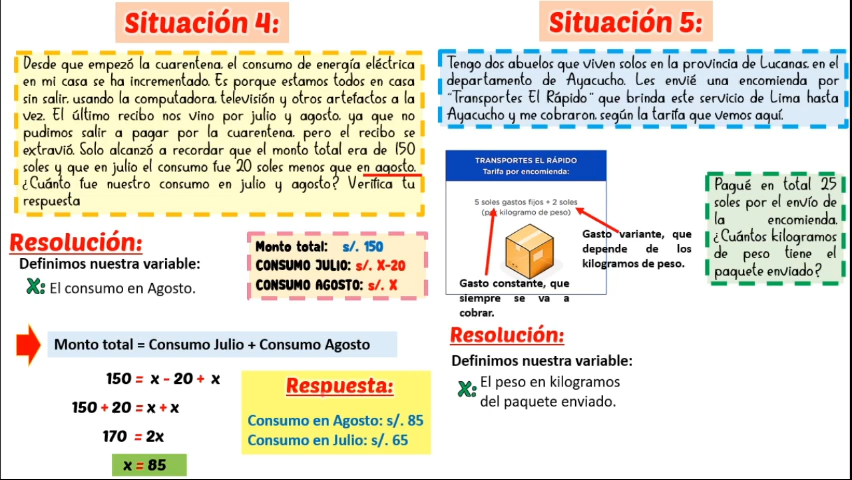 Situación 4:
Desde que empezó la cuarentena, el consumo de energía eléctrica
en mi casa se ha incrementado. Es porque estamos todos en casa
sin salir, usando la computadora, televisión y otros artefactos a la
vez. El último recibo nos vino por julio y agosto, ya que no
pudimos salir a pagar por la cuarentena, pero el recibo se
extravió. Solo alcanzó a recordar que el monto total era de 150
soles y que en julio el consumo fue 20 soles menos que en agosto.
¿Cuánto fue nuestro consumo en julio y agosto? Verifica tu
respuesta
Resolución:
Definimos nuestra variable:
X: El consumo en Agosto.
Monto total: s/. 150
CONSUMO JULIO: s/. X-20
CONSUMO AGOSTO: s/. X
Monto total = Consumo Julio + Consumo Agosto
150 = x - 20 + x
150 + 20 = x + x
170 = 2x
x = 85
Respuesta:
Consumo en Agosto: s/. 85
Consumo en Julio: s/. 65
Situación 5:
Tengo dos abuelos que viven solos en la provincia de Lucanas, en el
departamento de Ayacucho. Les envié una encomienda por
"Transportes El Rápido" que brinda este servicio de Lima hasta
Ayacucho y me cobraron, según la tarifa que vemos aquí.
TRANSPORTES EL RÁPIDO
Tarifa por encomienda:
5 soles gastos fijos + 2 soles
(por kilogramo de peso)
Gasto variante, que
depende de los
kilogramos de peso.
Gasto constante, que
siempre se va a
cobrar.
Pagué en total 25
soles por el envío de
la encomienda.
¿Cuántos kilogramos
de peso tiene el
paquete enviado?
Resolución:
Definimos nuestra variable:
X: El peso en kilogramos
del paquete enviado.